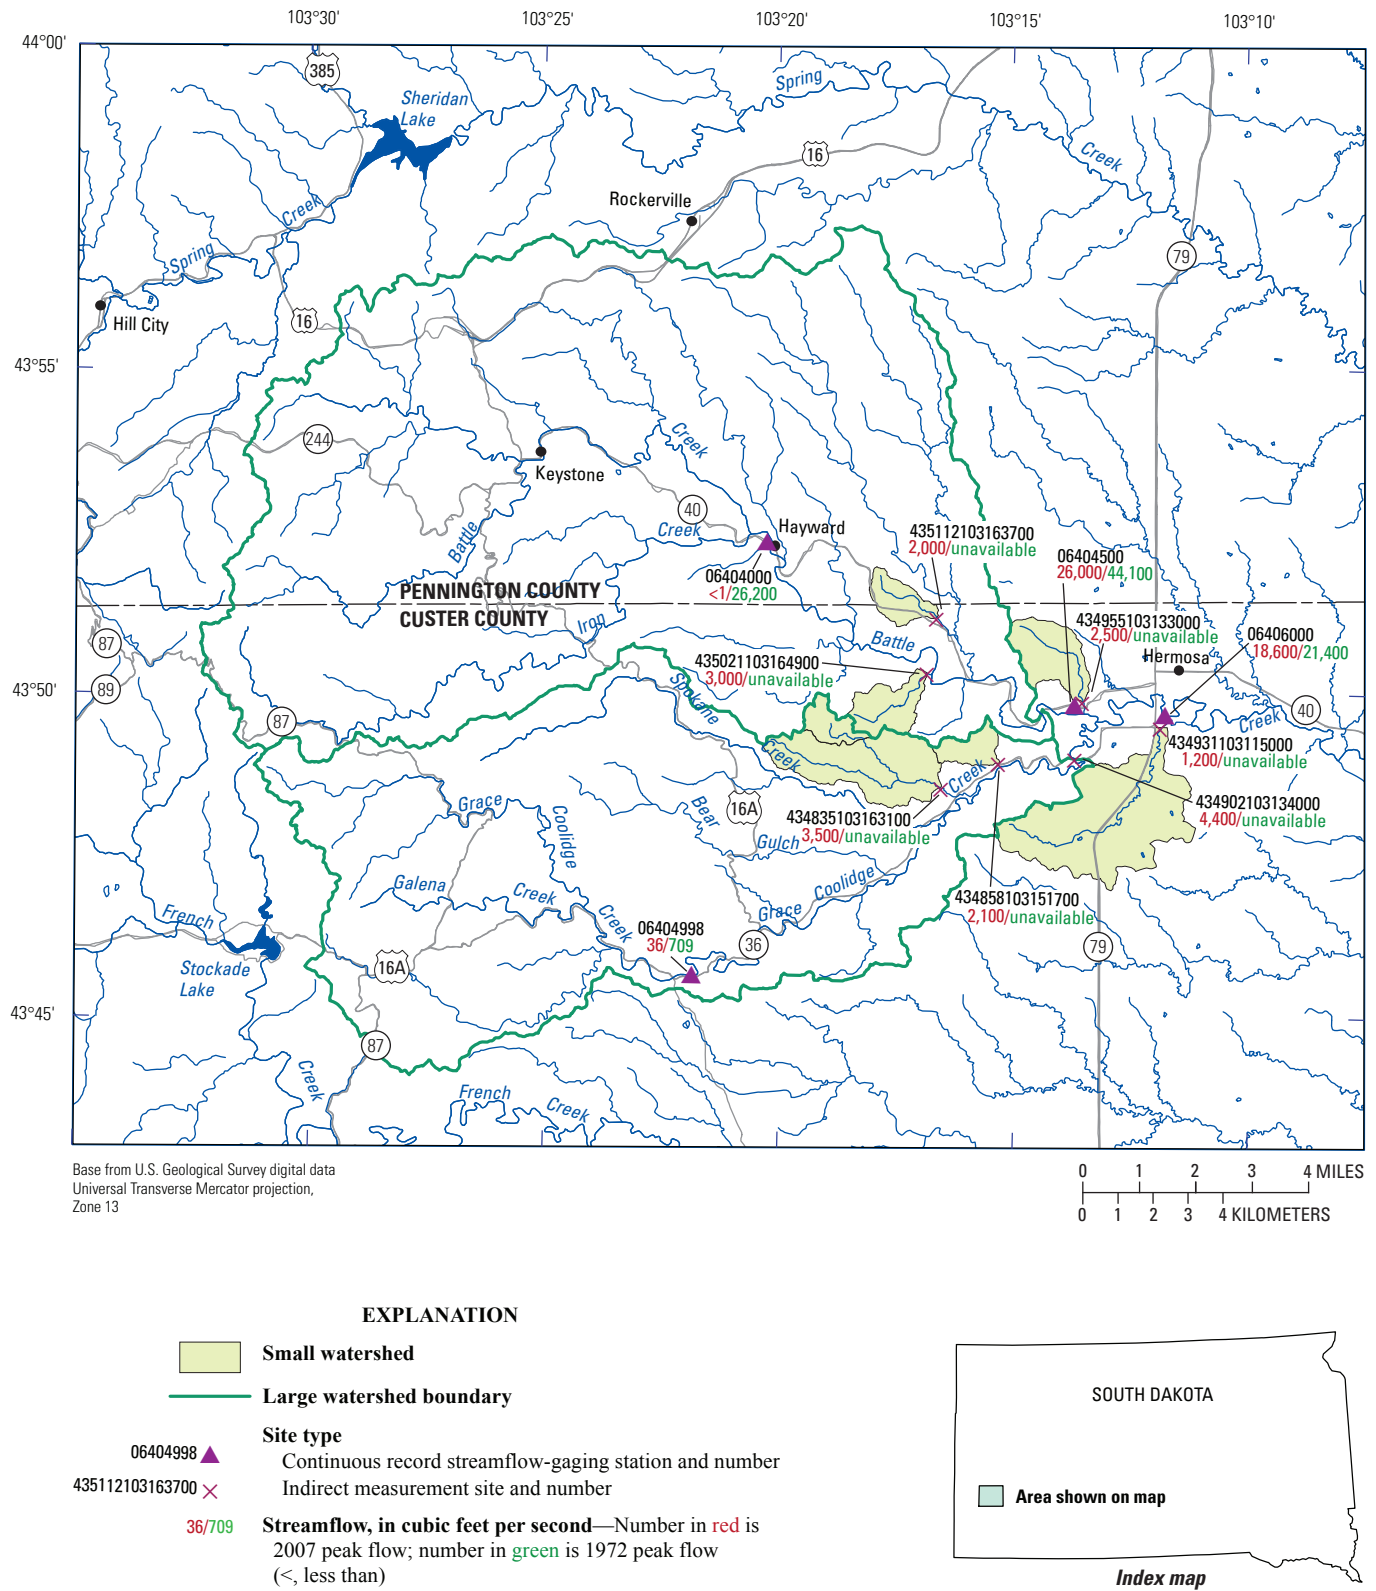 103°30'
103°25'
103°20'
103°15'
103°10'
44°00'
385
Sheridan
Lake
Spring
16
Creek
Rockerville
Creek
Spring
79
Hill City
16
43°55'
244
Creek
Keystone
40
Creek
Hayward
Battle
435112103163700
2,000/unavailable
06404500
26,000/44,100
06404000
<1/26,200
PENNINGTON COUNTY
CUSTER COUNTY
Iron
434955103133000
2,500/unavailable
06406000
18,600/21,400
87
Battle
Hermosa
435021103164900
3,000/unavailable
43°50'
89
Spokane
87
40
Creek
Creek
434931103115000
1,200/unavailable
Creek
Grace
Coolidge
Bear
16A
434835103163100
3,500/unavailable
434902103134000
4,400/unavailable
Gulch
Galena
Creek
Coolidge
434858103151700
2,100/unavailable
French
Creek
Grace
06404998
36/709
36
79
Stockade
Lake
16A
43°45'
87
Creek
French
Creek
Base from U.S. Geological Survey digital data
Universal Transverse Mercator projection,
Zone 13
0 1 2 3 4 MILES
0 1 2 3 4 KILOMETERS
EXPLANATION
Small watershed
Large watershed boundary
Site type
06404998 Continuous record streamflow-gaging station and number
435112103163700 Indirect measurement site and number
36/709 Streamflow, in cubic feet per second—Number in red is
2007 peak flow; number in green is 1972 peak flow
(<, less than)
SOUTH DAKOTA
Area shown on map
Index map